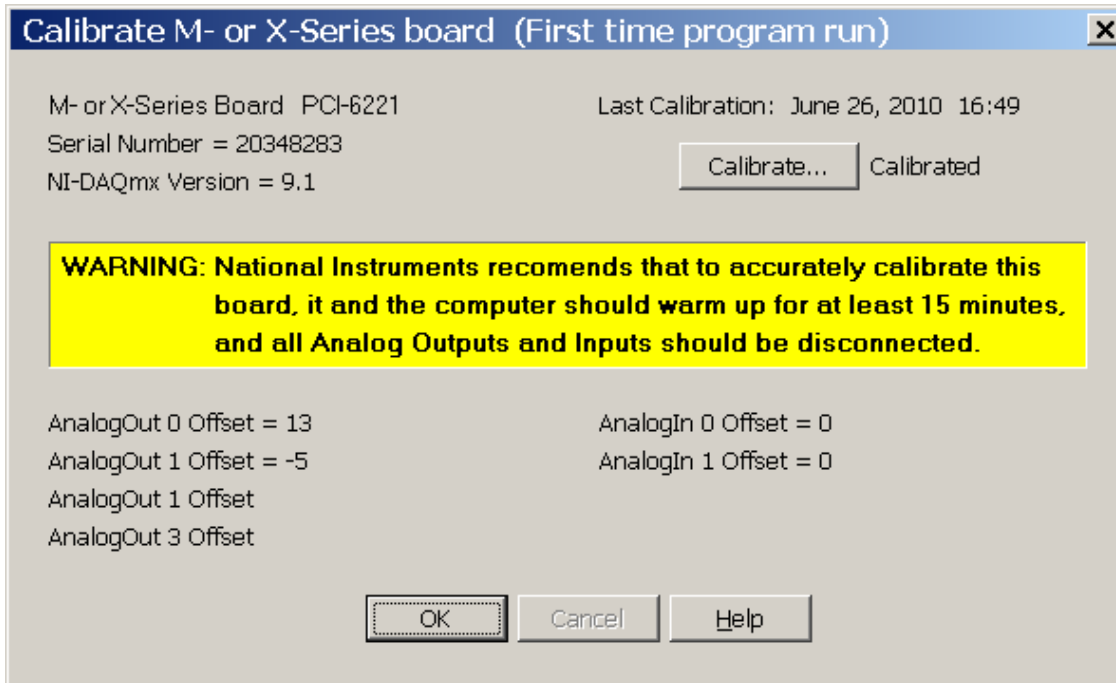 Calibrate M- or X-Series board (First time program run)
M- or X-Series Board PCI-6221
Serial Number = 20348283
NI-DAQmx Version = 9.1
Last Calibration: June 26, 2010 16:49
Calibrate... Calibrated
WARNING: National Instruments recomends that to accurately calibrate this
board, it and the computer should warm up for at least 15 minutes,
and all Analog Outputs and Inputs should be disconnected.
AnalogOut 0 Offset = 13
AnalogOut 1 Offset = -5
AnalogOut 1 Offset
AnalogOut 3 Offset
AnalogIn 0 Offset = 0
AnalogIn 1 Offset = 0
OK Cancel Help